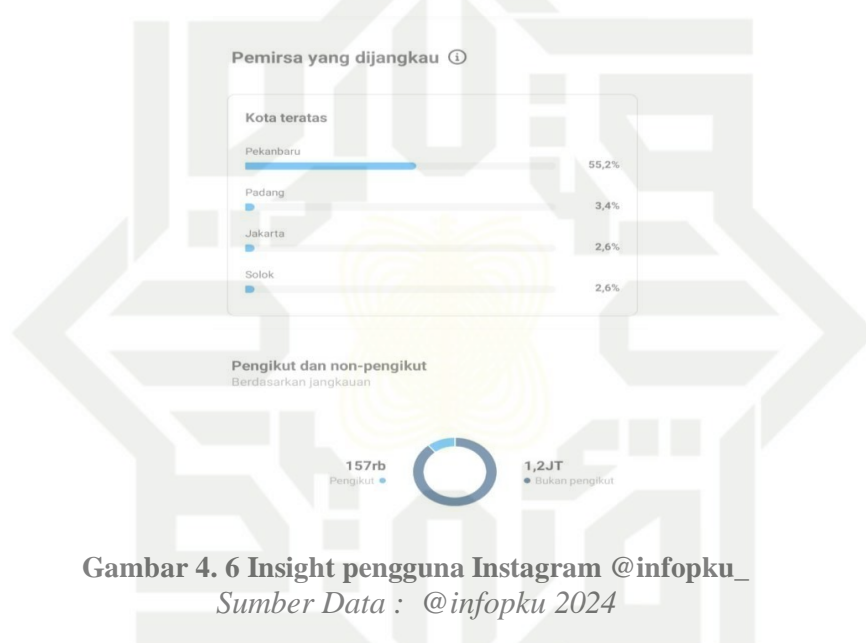 Pemirsa yang dijangkau
Kota teratas
Pekanbaru
55,2%
Padang
3,4%
Jakarta
2,6%
Solok
2,6%
Pengikut dan non-pengikut
Berdasarkan jangkauan
157rb
Pengikut
1,2JT
Bukan pengikut
Gambar 4. 6 Insight pengguna Instagram @infopku_
Sumber Data : @infopku 2024